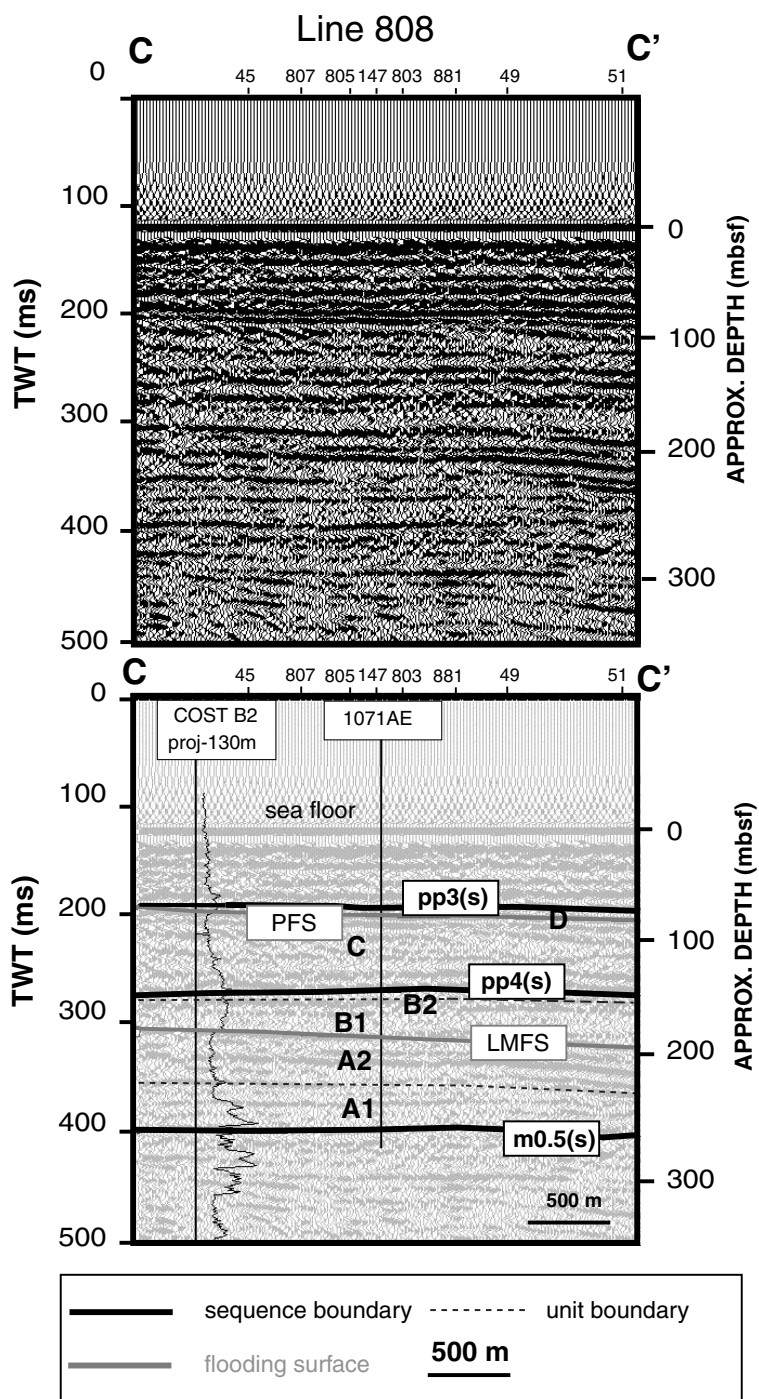 Line 808
C C'
45 807 805 147 803 881 49 51
0
100
200
300
400
500
TWT (ms)
0
100
200
300
APPROX. DEPTH (mbsf)
C C'
45 807 805 147 803 881 49 51
0
100
200
300
400
500
TWT (ms)
0
100
200
300
APPROX. DEPTH (mbsf)
COST B2
proj-130m
1071AE
sea floor
pp3(s)
PFS
D
C
pp4(s)
B2
B1
LMFS
A2
A1
m0.5(s)
500 m
sequence boundary
unit boundary
flooding surface
500 m